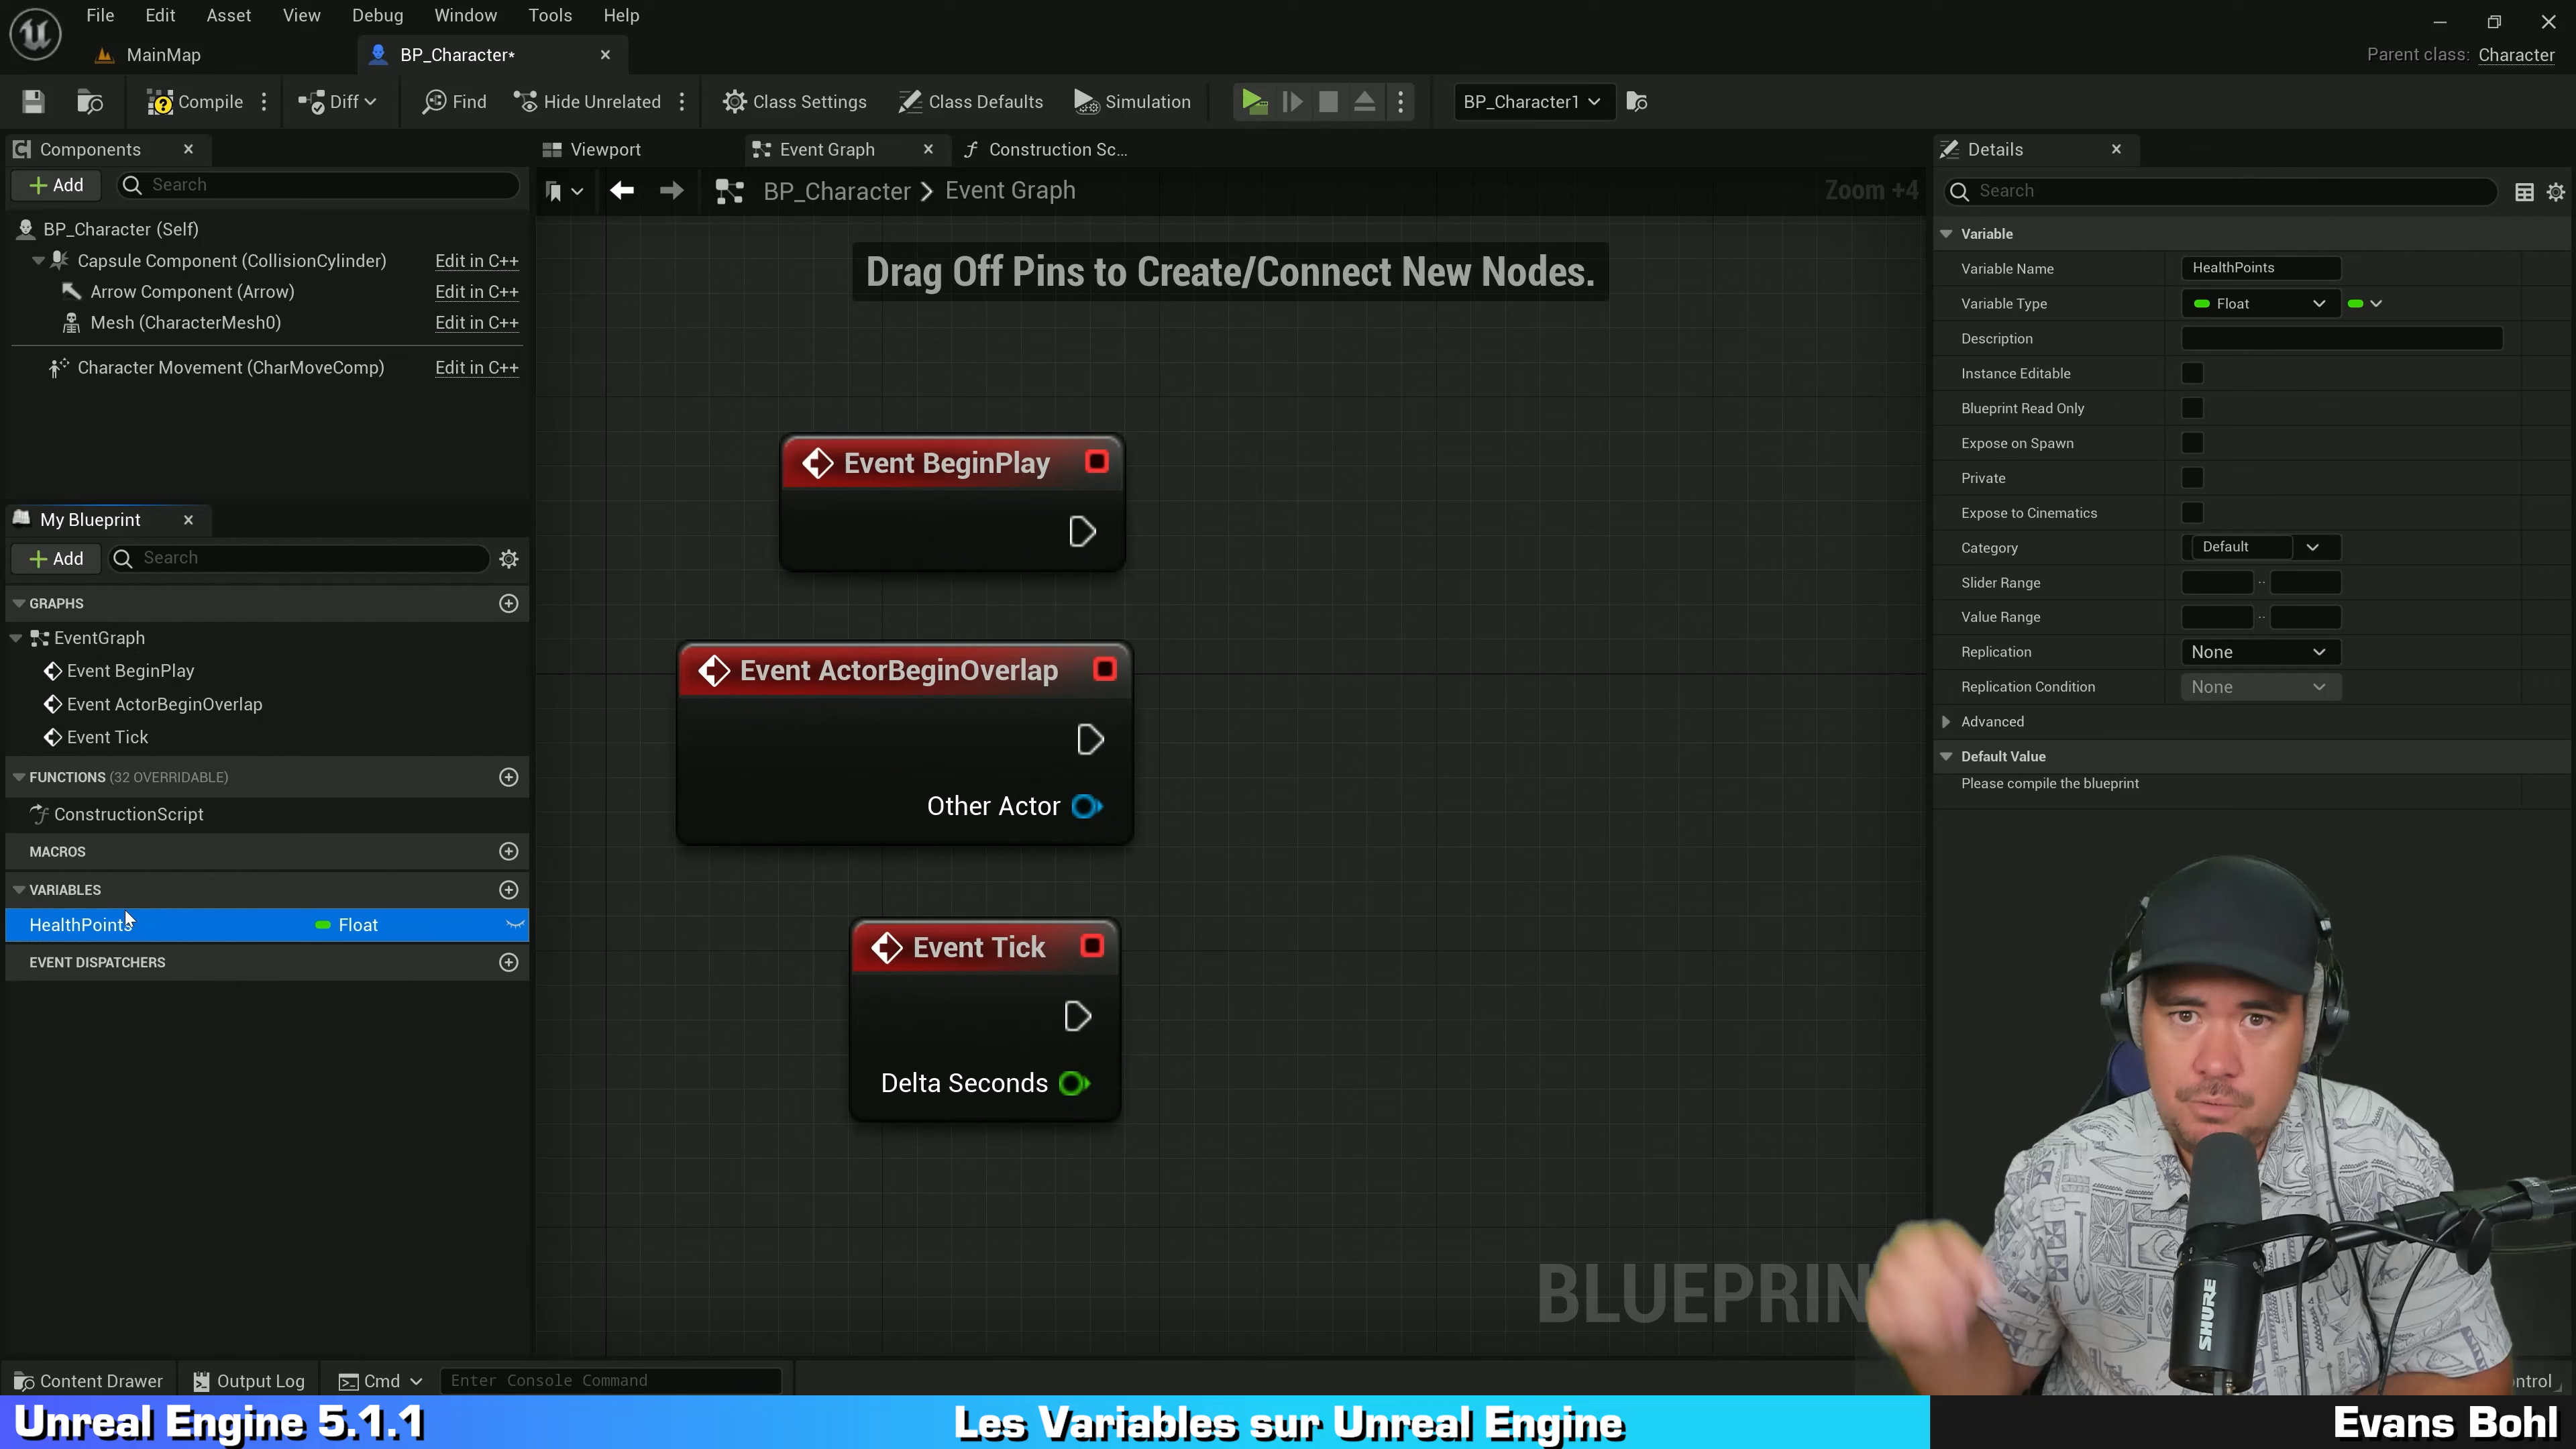 File Edit Asset View Debug Window Tools Help
MainMap BP_Character*
Parent class: Character
Compile Diff Find Hide Unrelated Class Settings Class Defaults Simulation BP_Character1
Components
Add Search
BP_Character (Self)
Capsule Component (CollisionCylinder) Edit in C++
Arrow Component (Arrow) Edit in C++
Mesh (CharacterMesh0) Edit in C++
Character Movement (CharMoveComp) Edit in C++
My Blueprint
Add Search
GRAPHS
EventGraph
Event BeginPlay
Event ActorBeginOverlap
Event Tick
FUNCTIONS (32 OVERRIDABLE)
ConstructionScript
MACROS
VARIABLES
HealthPoints Float
EVENT DISPATCHERS
Viewport Event Graph Construction Sc...
BP_Character > Event Graph
Zoom +4
Drag Off Pins to Create/Connect New Nodes.
Event BeginPlay
Event ActorBeginOverlap
Other Actor
Event Tick
Delta Seconds
BLUEPRIN
Details
Search
Variable
Variable Name HealthPoints
Variable Type Float
Description
Instance Editable
Blueprint Read Only
Expose on Spawn
Private
Expose to Cinematics
Category Default
Slider Range
Value Range
Replication None
Replication Condition None
Advanced
Default Value
Please compile the blueprint
SHURE
Content Drawer Output Log Cmd Enter Console Command
ntrol
Unreal Engine 5.1.1
Les Variables sur Unreal Engine
Evans Bohl